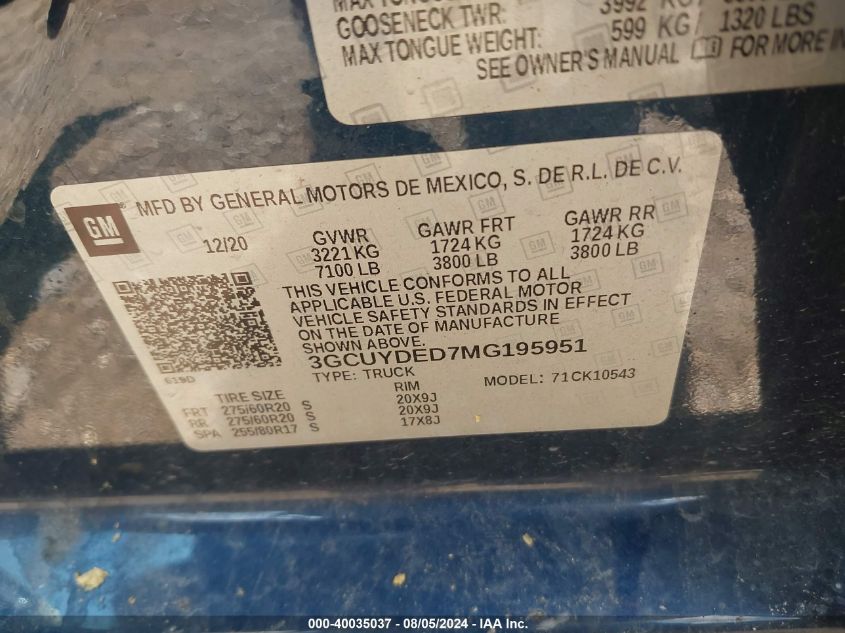 GOOSENECK TWR: 3992 KG
MAX TONGUE WEIGHT: 599 KG / 1320 LBS
SEE OWNER'S MANUAL FOR MORE
GM
MFD BY GENERAL MOTORS DE MEXICO, S. DE R.L. DE C.V.
12/20 GVWR GAWR FRT GAWR RR
3221 KG 1724 KG 1724 KG
7100 LB 3800 LB 3800 LB
THIS VEHICLE CONFORMS TO ALL
APPLICABLE U.S. FEDERAL MOTOR
VEHICLE SAFETY STANDARDS IN EFFECT
ON THE DATE OF MANUFACTURE
SHOWN ABOVE.
3GCUYDED7MG195951
619D TYPE: TRUCK MODEL: 71CK10543
TIRE SIZE RIM
FRT 275/60R20 S 20X9J
RR 275/60R20 S 20X9J
SPA 255/80R17 S 17X8J
000-40035037 - 08/05/2024 - IAA Inc.